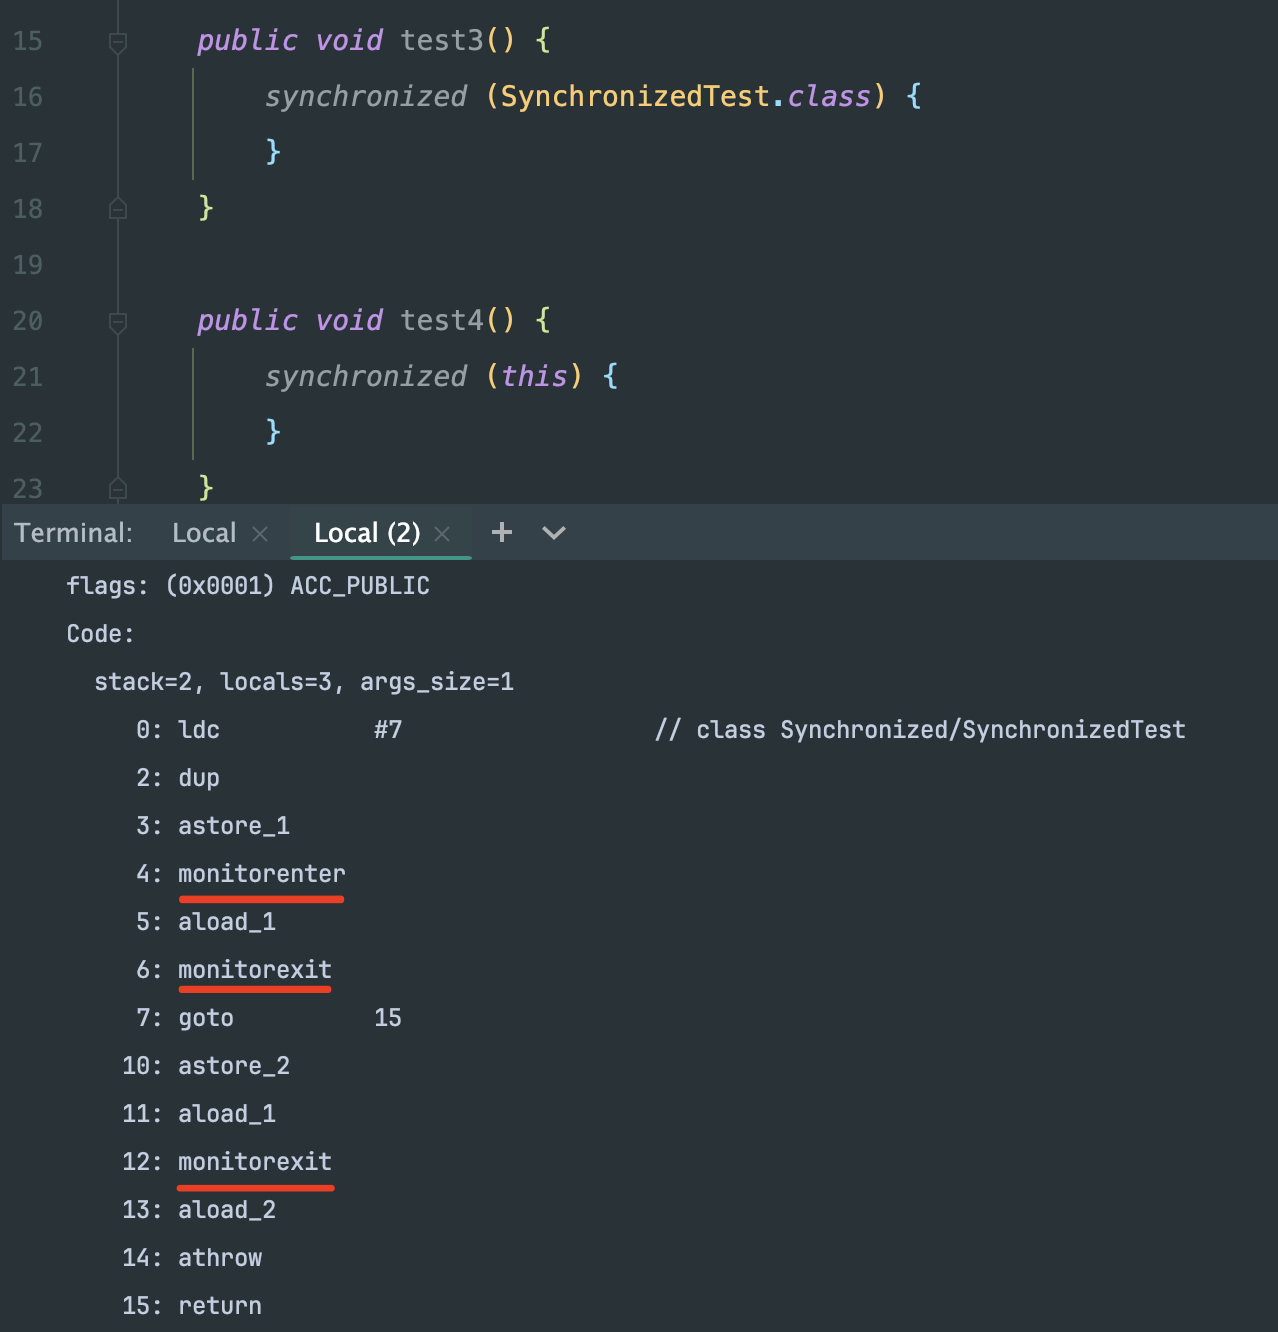 15 public void test3() {
16 synchronized (SynchronizedTest.class) {
17 }
18 }
19
20 public void test4() {
21 synchronized (this) {
22 }
23 }
Terminal: Local × Local (2) × +
flags: (0x0001) ACC_PUBLIC
Code:
stack=2, locals=3, args_size=1
0: ldc #7 // class Synchronized/SynchronizedTest
2: dup
3: astore_1
4: monitorenter
5: aload_1
6: monitorexit
7: goto 15
10: astore_2
11: aload_1
12: monitorexit
13: aload_2
14: athrow
15: return